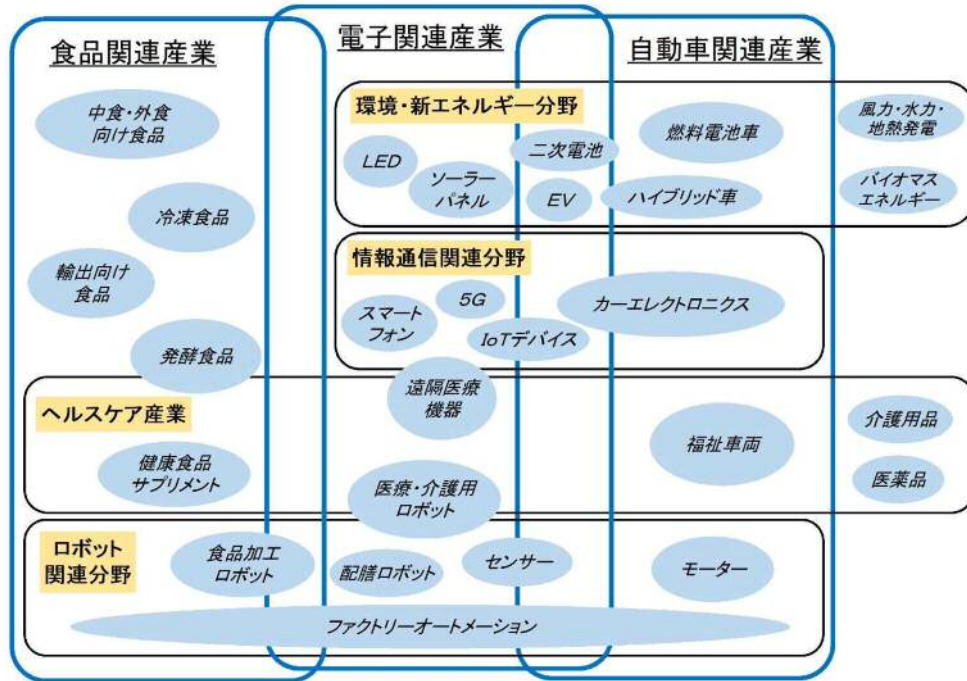 食品関連産業
電子関連産業
自動車関連産業
中食・外食
向け食品
冷凍食品
輸出向け
食品
発酵食品
環境・新エネルギー分野
LED
ソーラー
パネル
二次電池
EV
燃料電池車
ハイブリッド車
風力・水力・
地熱発電
バイオマス
エネルギー
情報通信関連分野
スマート
フォン
5G
IoTデバイス
カーエレクトロニクス
ヘルスケア産業
健康食品
サプリメント
遠隔医療
機器
医療・介護用
ロボット
福祉車両
介護用品
医薬品
ロボット
関連分野
食品加工
ロボット
配膳ロボット
センサー
モーター
ファクトリーオートメーション